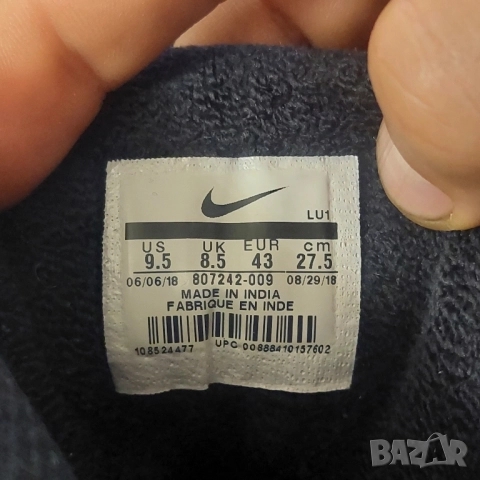 LU1
US UK EUR cm
9.5 8.5 43 27.5
06/06/18 807242-009 08/29/18
MADE IN INDIA
FABRIQUE EN INDE
108524477 UPC 00888410157602
BAZAR